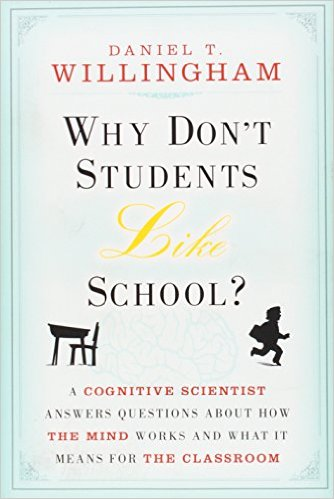 DANIEL T.
WILLINGHAM
WHY DON'T
STUDENTS
Like
SCHOOL?
A COGNITIVE SCIENTIST
ANSWERS QUESTIONS ABOUT HOW
THE MIND WORKS AND WHAT IT
MEANS FOR THE CLASSROOM